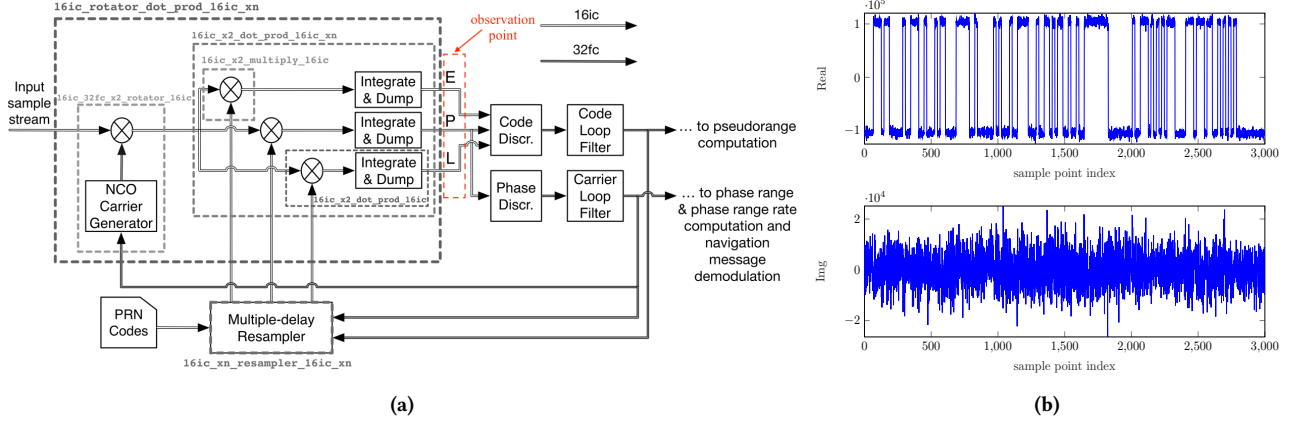 16ic_rotator_dot_prod_16ic_xn
observation
point
16ic
32fc
16ic_x2_dot_prod_16ic_xn
16ic_x2_multiply_16ic
Input
sample
stream
16ic_32fc_x2_rotator_16ic
Integrate
& Dump
E
Integrate
& Dump
P
Integrate
& Dump
L
16ic_x2_dot_prod_16ic
NCO
Carrier
Generator
Code
Discr.
Code
Loop
Filter
... to pseudorange
computation
Phase
Discr.
Carrier
Loop
Filter
... to phase range
& phase range rate
computation and
navigation
message
demodulation
PRN
Codes
Multiple-delay
Resampler
16ic_xn_resampler_16ic_xn
(a)
·10⁵
1
0
−1
Real
0 500 1,000 1,500 2,000 2,500 3,000
sample point index
·10⁴
2
0
−2
Img
0 500 1,000 1,500 2,000 2,500 3,000
sample point index
(b)